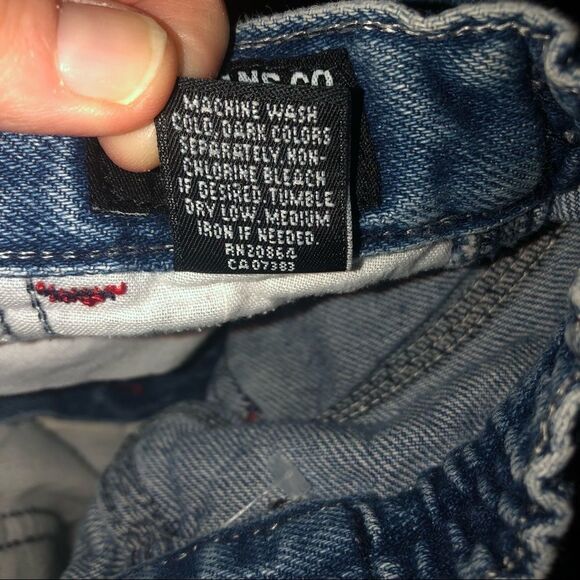 CO
MACHINE WASH
COLD, DARK COLORS
SEPARATELY, NON-
CHLORINE BLEACH
IF DESIRED, TUMBLE
DRY LOW, MEDIUM
IRON IF NEEDED.
RN20864
CA07383